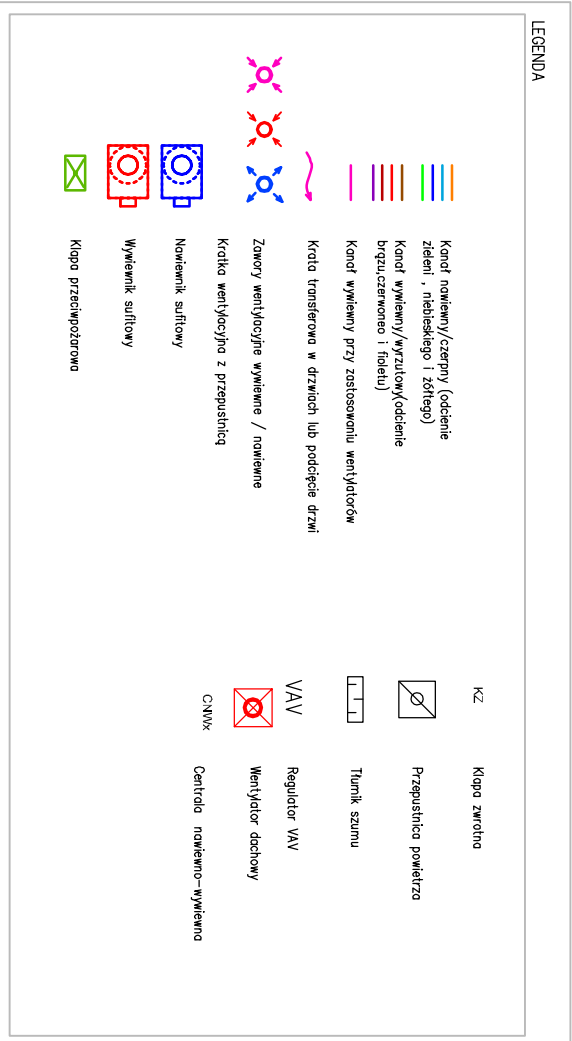 LEGENDA
Kanał nawiewny/czerpny (odcienie
zieleni , niebieskiego i żółtego)
Kanał wywiewny/wyrzutowy(odcienie
brązu,czerwoneo i fioletu)
Kanał wywiewny przy zastosowaniu wentylatorów
Krata transferowa w drzwiach lub podcięcie drzwi
Zawory wentylacyjne wywiewne / nawiewne
Kratka wentylacyjna z przepustnicą
Nawiewnik sufitowy
Wywiewnik sufitowy
Klapa przeciwpożarowa
KZ
Klapa zwrotna
Przepustnica powietrza
Tłumik szumu
VAV
Regulator VAV
Wentylator dachowy
CNWx
Centrala nawiewno-wywiewna